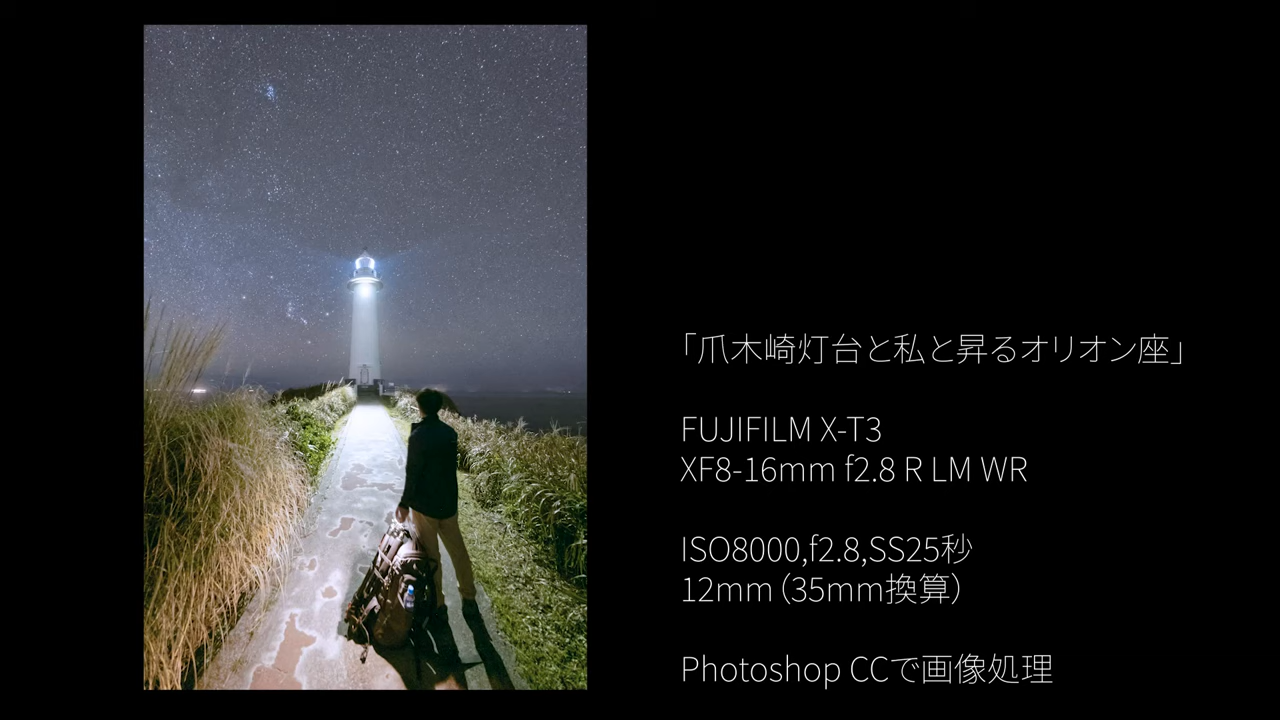 「爪木崎灯台と私と昇るオリオン座」
FUJIFILM X-T3
XF8-16mm f2.8 R LM WR
ISO8000,f2.8,SS25秒
12mm（35mm換算）
Photoshop CCで画像処理